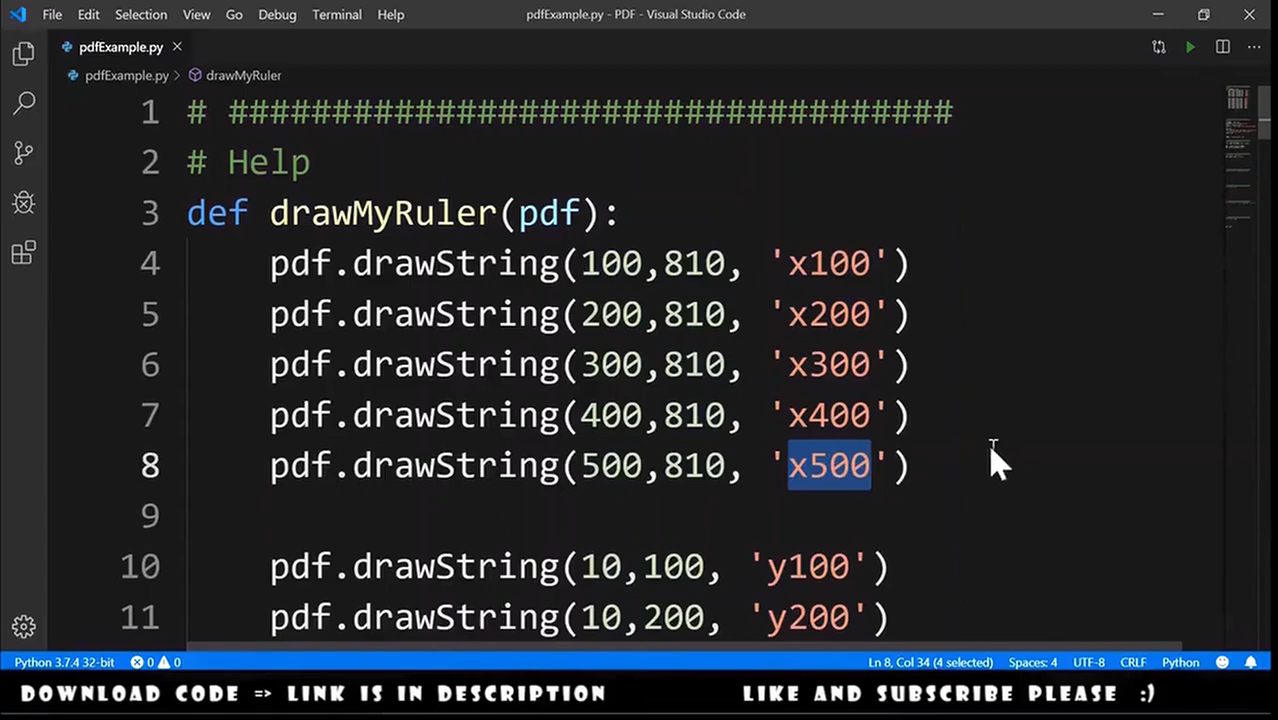 File Edit Selection View Go Debug Terminal Help pdfExample.py - PDF - Visual Studio Code
pdfExample.py
pdfExample.py > drawMyRuler
1 # ###################################
2 # Help
3 def drawMyRuler(pdf):
4 pdf.drawString(100,810, 'x100')
5 pdf.drawString(200,810, 'x200')
6 pdf.drawString(300,810, 'x300')
7 pdf.drawString(400,810, 'x400')
8 pdf.drawString(500,810, 'x500')
9
10 pdf.drawString(10,100, 'y100')
11 pdf.drawString(10,200, 'y200')
Python 3.7.4 32-bit 0 0 Ln 8, Col 34 (4 selected) Spaces: 4 UTF-8 CRLF Python
DOWNLOAD CODE => LINK IS IN DESCRIPTION LIKE AND SUBSCRIBE PLEASE :)